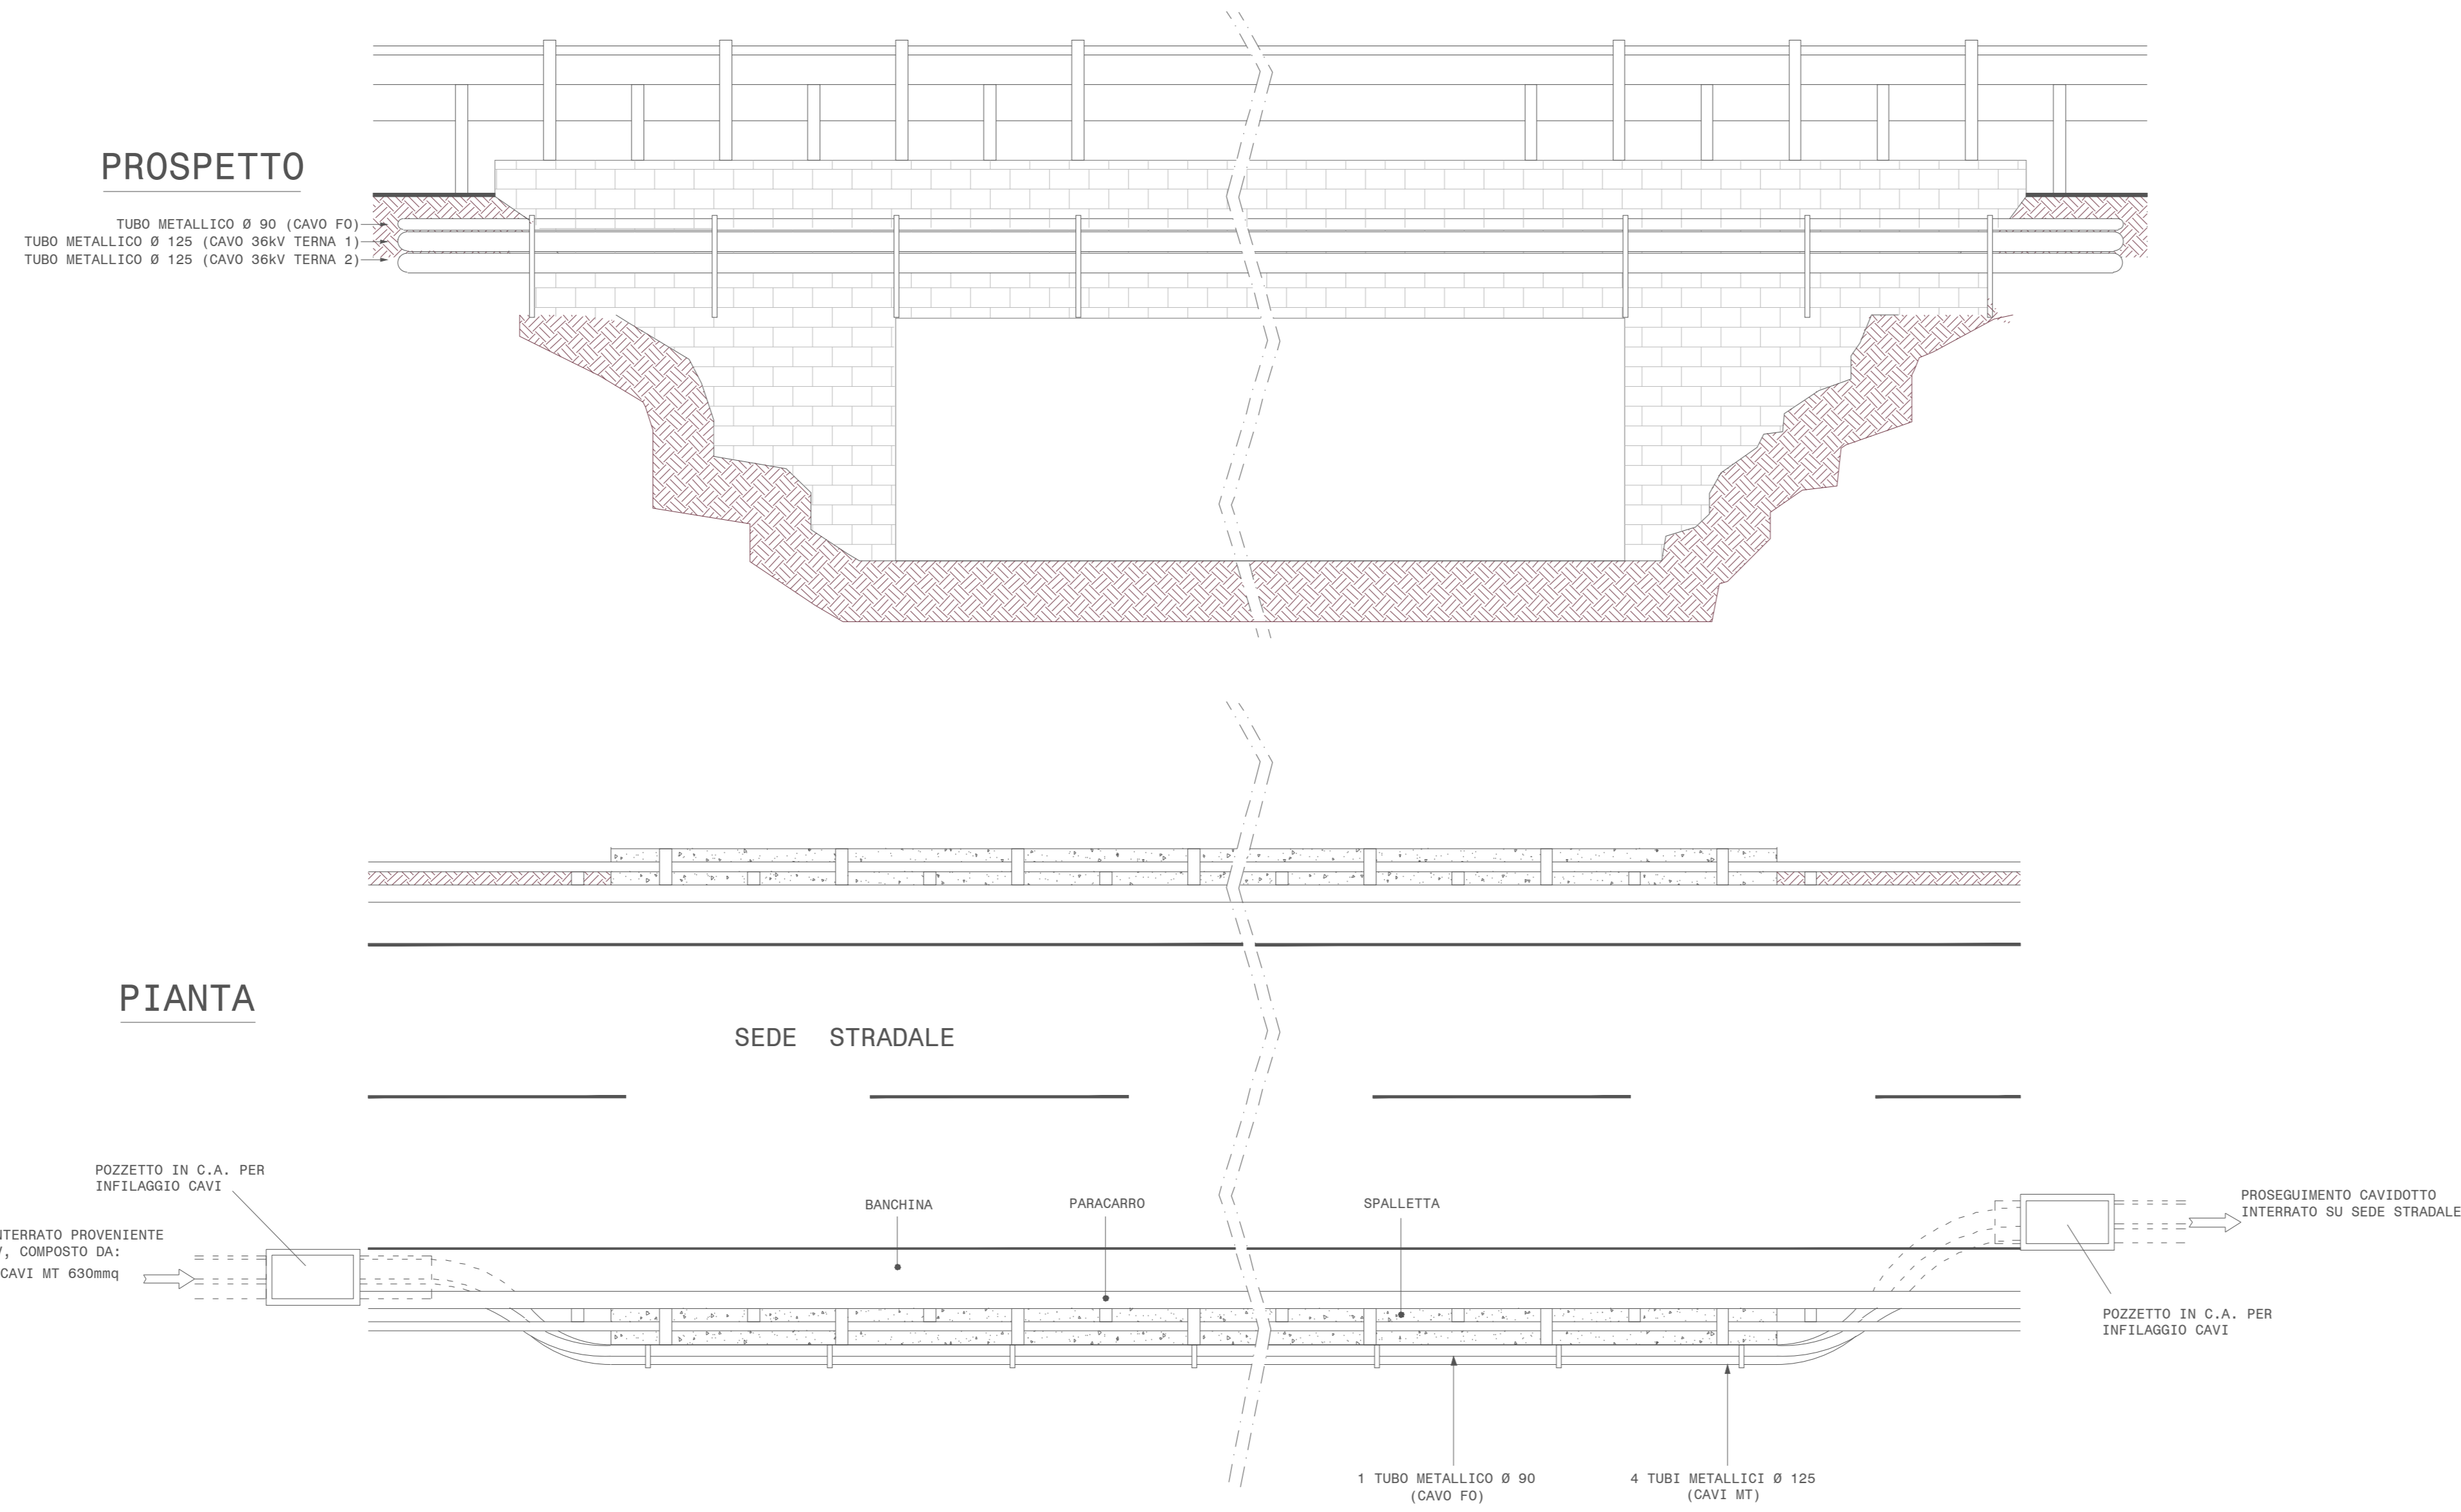 PROSPETTO
TUBO METALLICO Ø 90 (CAVO FO)
TUBO METALLICO Ø 125 (CAVO 36kV TERNA 1)
TUBO METALLICO Ø 125 (CAVO 36kV TERNA 2)
PIANTA
SEDE STRADALE
POZZETTO IN C.A. PER
INFILAGGIO CAVI
BANCHINA
PARACARRO
SPALLETTA
PROSEGUIMENTO CAVIDOTTO
INTERRATO SU SEDE STRADALE
NTERRATO PROVENIENTE
, COMPOSTO DA:
CAVI MT 630mmq
POZZETTO IN C.A. PER
INFILAGGIO CAVI
1 TUBO METALLICO Ø 90
(CAVO FO)
4 TUBI METALLICI Ø 125
(CAVI MT)